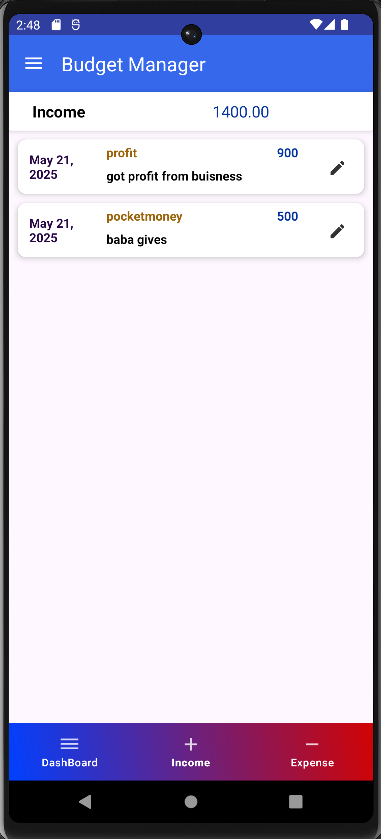 2:48
Budget Manager
Income 1400.00
May 21, 2025
profit 900
got profit from buisness
May 21, 2025
pocketmoney 500
baba gives
DashBoard Income Expense